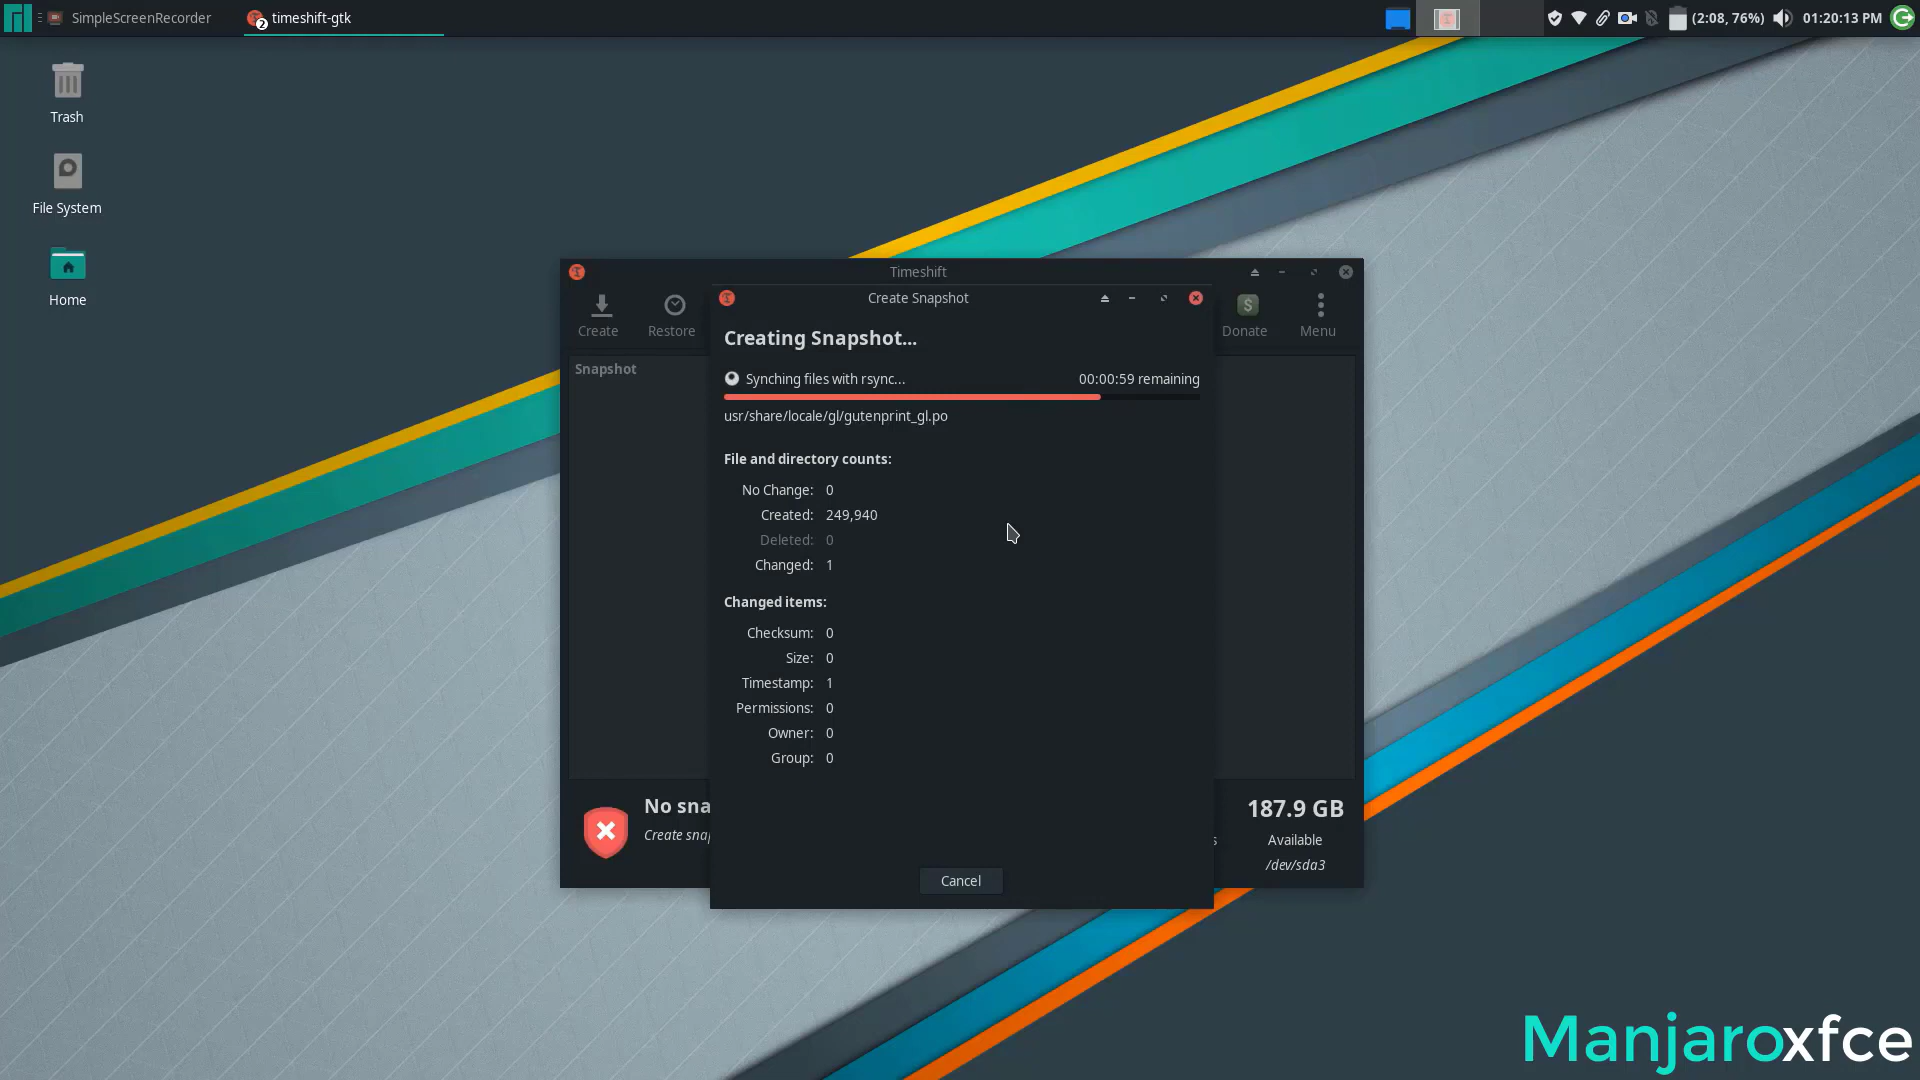 SimpleScreenRecorder
2 timeshift-gtk
(2:08, 76%) 01:20:13 PM
Trash
File System
Home
Timeshift
Create Snapshot
Create
Restore
$
Donate
Menu
Creating Snapshot...
Snapshot
Synching files with rsync... 00:00:59 remaining
usr/share/locale/gl/gutenprint_gl.po
File and directory counts:
No Change: 0
Created: 249,940
Deleted: 0
Changed: 1
Changed items:
Checksum: 0
Size: 0
Timestamp: 1
Permissions: 0
Owner: 0
Group: 0
No sna
Create snap
187.9 GB
s
Available
/dev/sda3
Cancel
Manjaroxfce